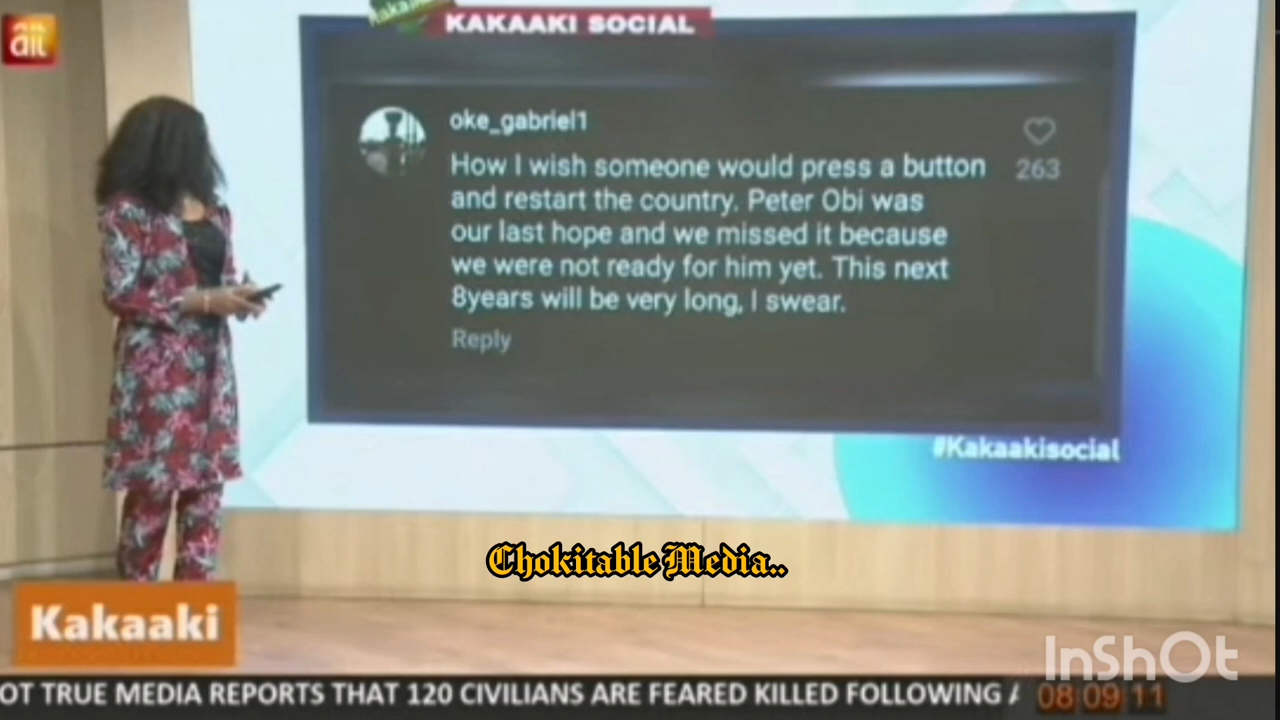 ait
kakaaki
KAKAAKI SOCIAL
oke_gabriel1
How I wish someone would press a button
and restart the country. Peter Obi was
our last hope and we missed it because
we were not ready for him yet. This next
8years will be very long, I swear.
263
Reply
#Kakaakisocial
Chokitable Media..
Kakaaki
InShOt
OT TRUE MEDIA REPORTS THAT 120 CIVILIANS ARE FEARED KILLED FOLLOWING
08:09:11